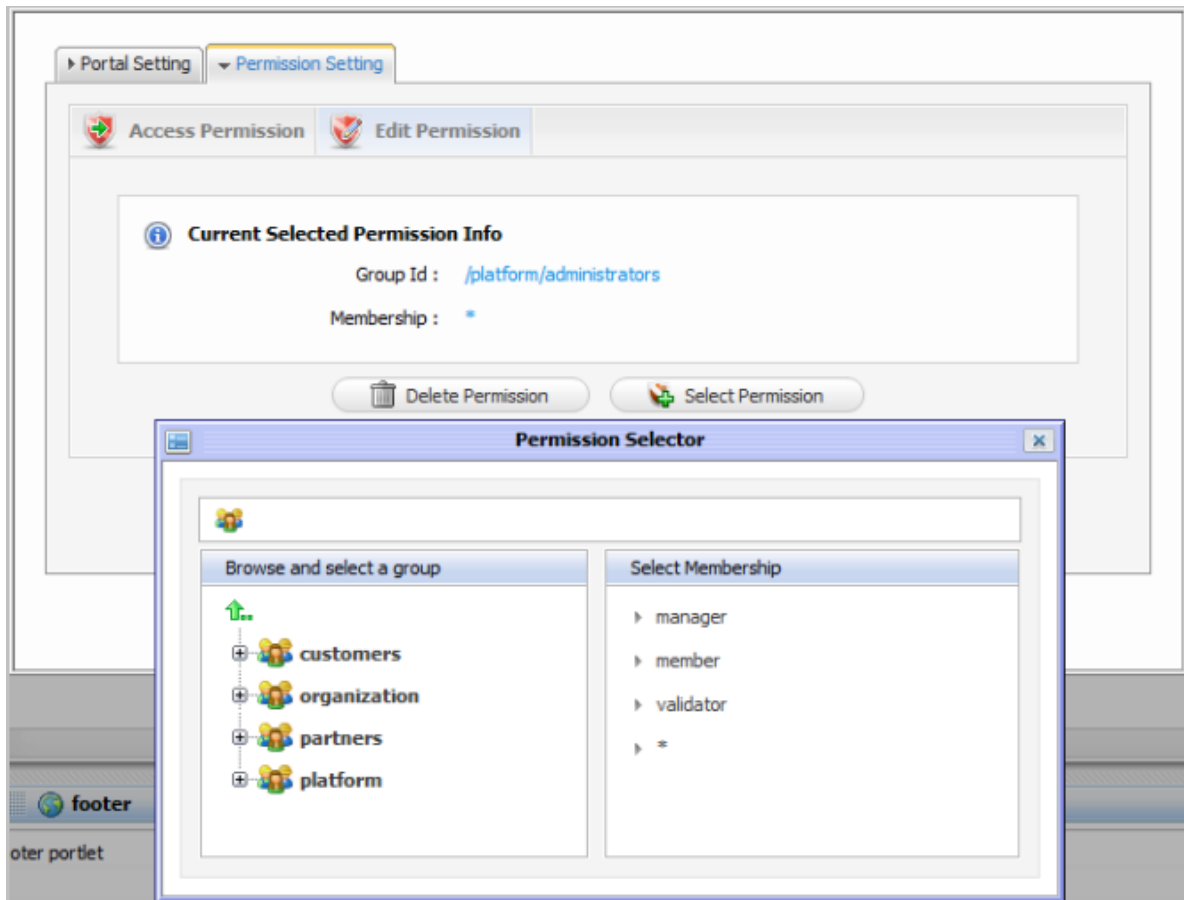 Portal Setting
Permission Setting
Access Permission
Edit Permission
Current Selected Permission Info
Group Id : /platform/administrators
Membership : *
Delete Permission
Select Permission
Permission Selector
Browse and select a group
customers
organization
partners
platform
Select Membership
manager
member
validator
*
footer
oter portlet